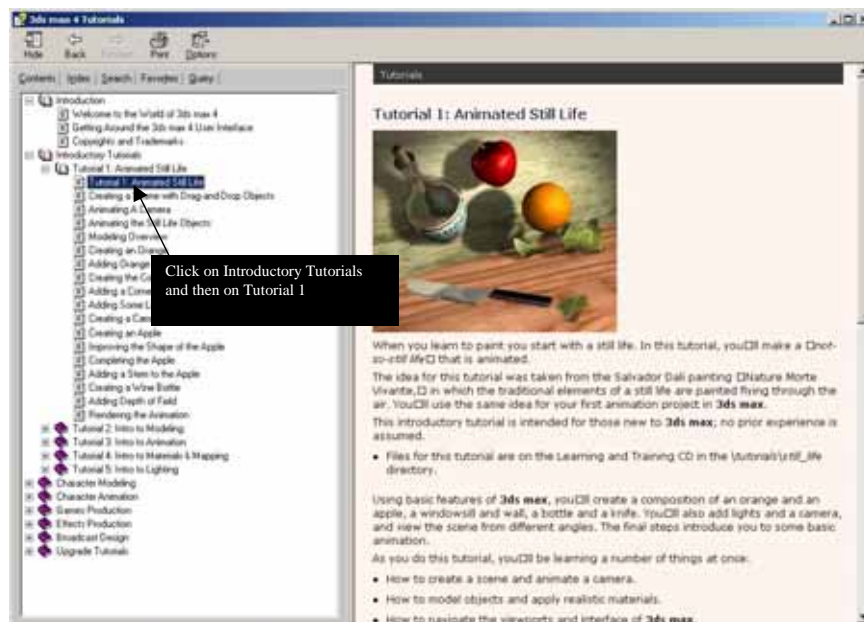 3ds max 4 Tutorials
Hide Back Print Options
Contents Index Search Favorites Query
Introduction
Welcome to the World of 3ds max 4
Getting Around the 3ds max 4 User Interface
Copyrights and Trademarks
Introductory Tutorials
Tutorial 1: Animated Still Life
Tutorial 1: Animated Still Life
Creating a Scene with Drag-and-Drop Objects
Animating A Camera
Animating the Still Life Objects
Modeling Overview
Creating an Orange
Adding Orange
Creating the
Adding a
Adding Some
Creating a
Creating an Apple
Improving the Shape of the Apple
Completing the Apple
Adding a Stem to the Apple
Creating a Wine Bottle
Adding Depth of Field
Rendering the Animation
Tutorial 2: Intro to Modeling
Tutorial 3: Intro to Animation
Tutorial 4: Intro to Materials & Mapping
Tutorial 5: Intro to Lighting
Character Modeling
Character Animation
Games Production
Effects Production
Broadcast Design
Upgrade Tutorials
Click on Introductory Tutorials
and then on Tutorial 1
Tutorials
Tutorial 1: Animated Still Life
When you learn to paint you start with a still life. In this tutorial, you□ll make a □not-
so-still life□ that is animated.
The idea for this tutorial was taken from the Salvador Dali painting □Nature Morte
Vivante,□ in which the traditional elements of a still life are painted flying through the
air. You□ll use the same idea for your first animation project in 3ds max.
This introductory tutorial is intended for those new to 3ds max; no prior experience is
assumed.
• Files for this tutorial are on the Learning and Training CD in the \tutorials\still_life
directory.
Using basic features of 3ds max, you□ll create a composition of an orange and an
apple, a windowsill and wall, a bottle and a knife. You□ll also add lights and a camera,
and view the scene from different angles. The final steps introduce you to some basic
animation.
As you do this tutorial, you□ll be learning a number of things at once:
• How to create a scene and animate a camera.
• How to model objects and apply realistic materials.
• How to navigate the viewports and interface of 3ds max.